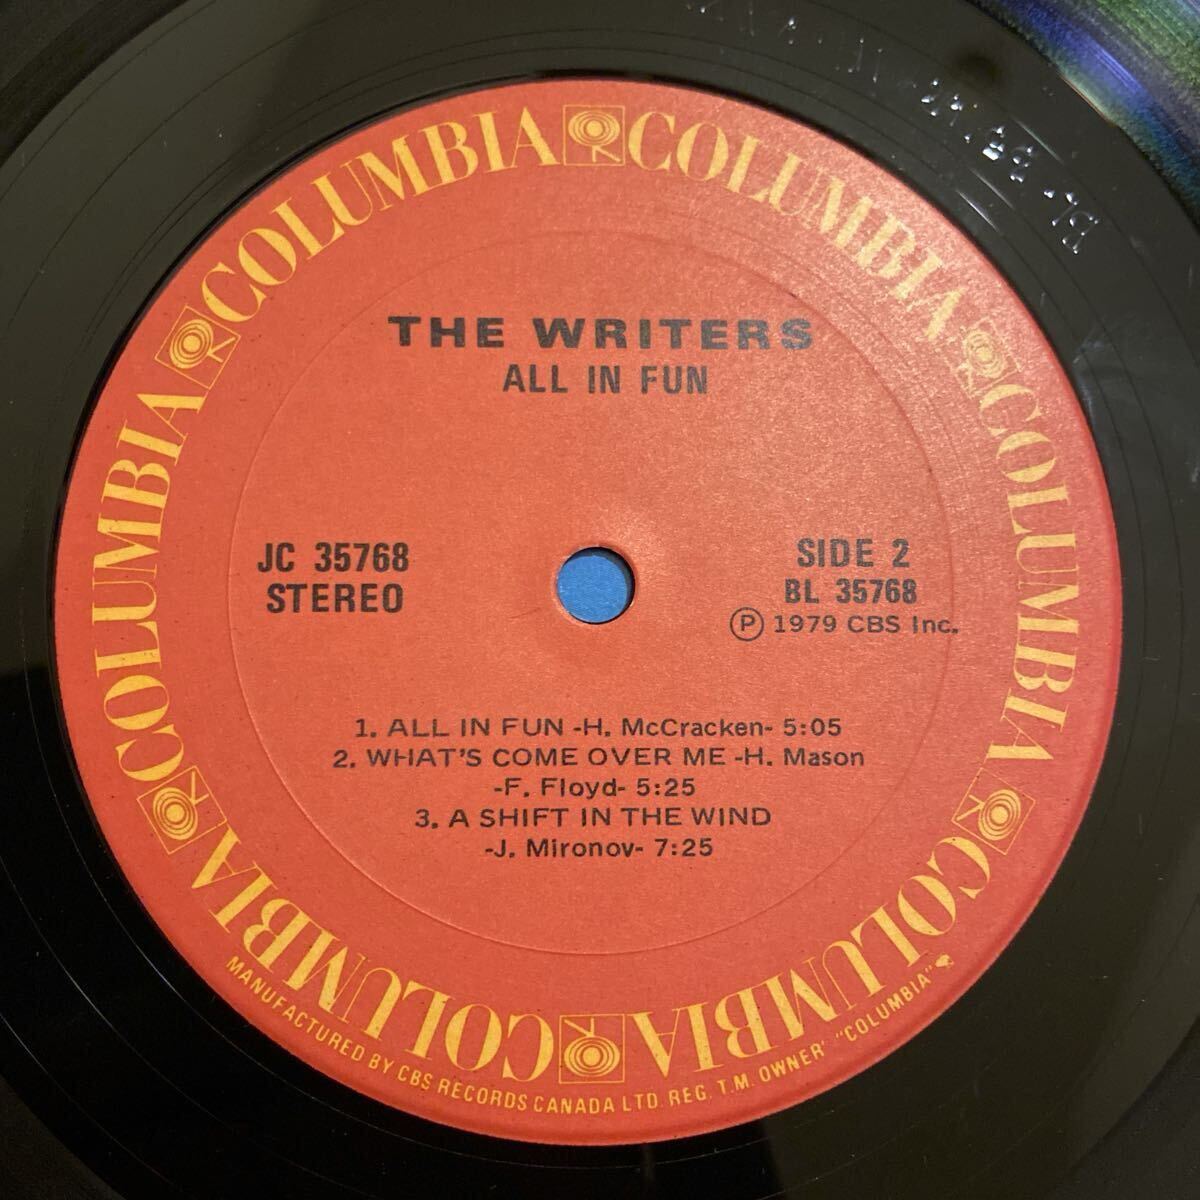 COLUMBIA COLUMBIA COLUMBIA COLUMBIA COLUMBIA COLUMBIA COLUMBIA COLUMBIA
THE WRITERS
ALL IN FUN
JC 35768
STEREO
SIDE 2
BL 35768
Ⓟ 1979 CBS Inc.
1. ALL IN FUN -H. McCracken- 5:05
2. WHAT'S COME OVER ME -H. Mason
-F. Floyd- 5:25
3. A SHIFT IN THE WIND
-J. Mironov- 7:25
MANUFACTURED BY CBS RECORDS CANADA LTD. REG. T.M. OWNER' "COLUMBIA"